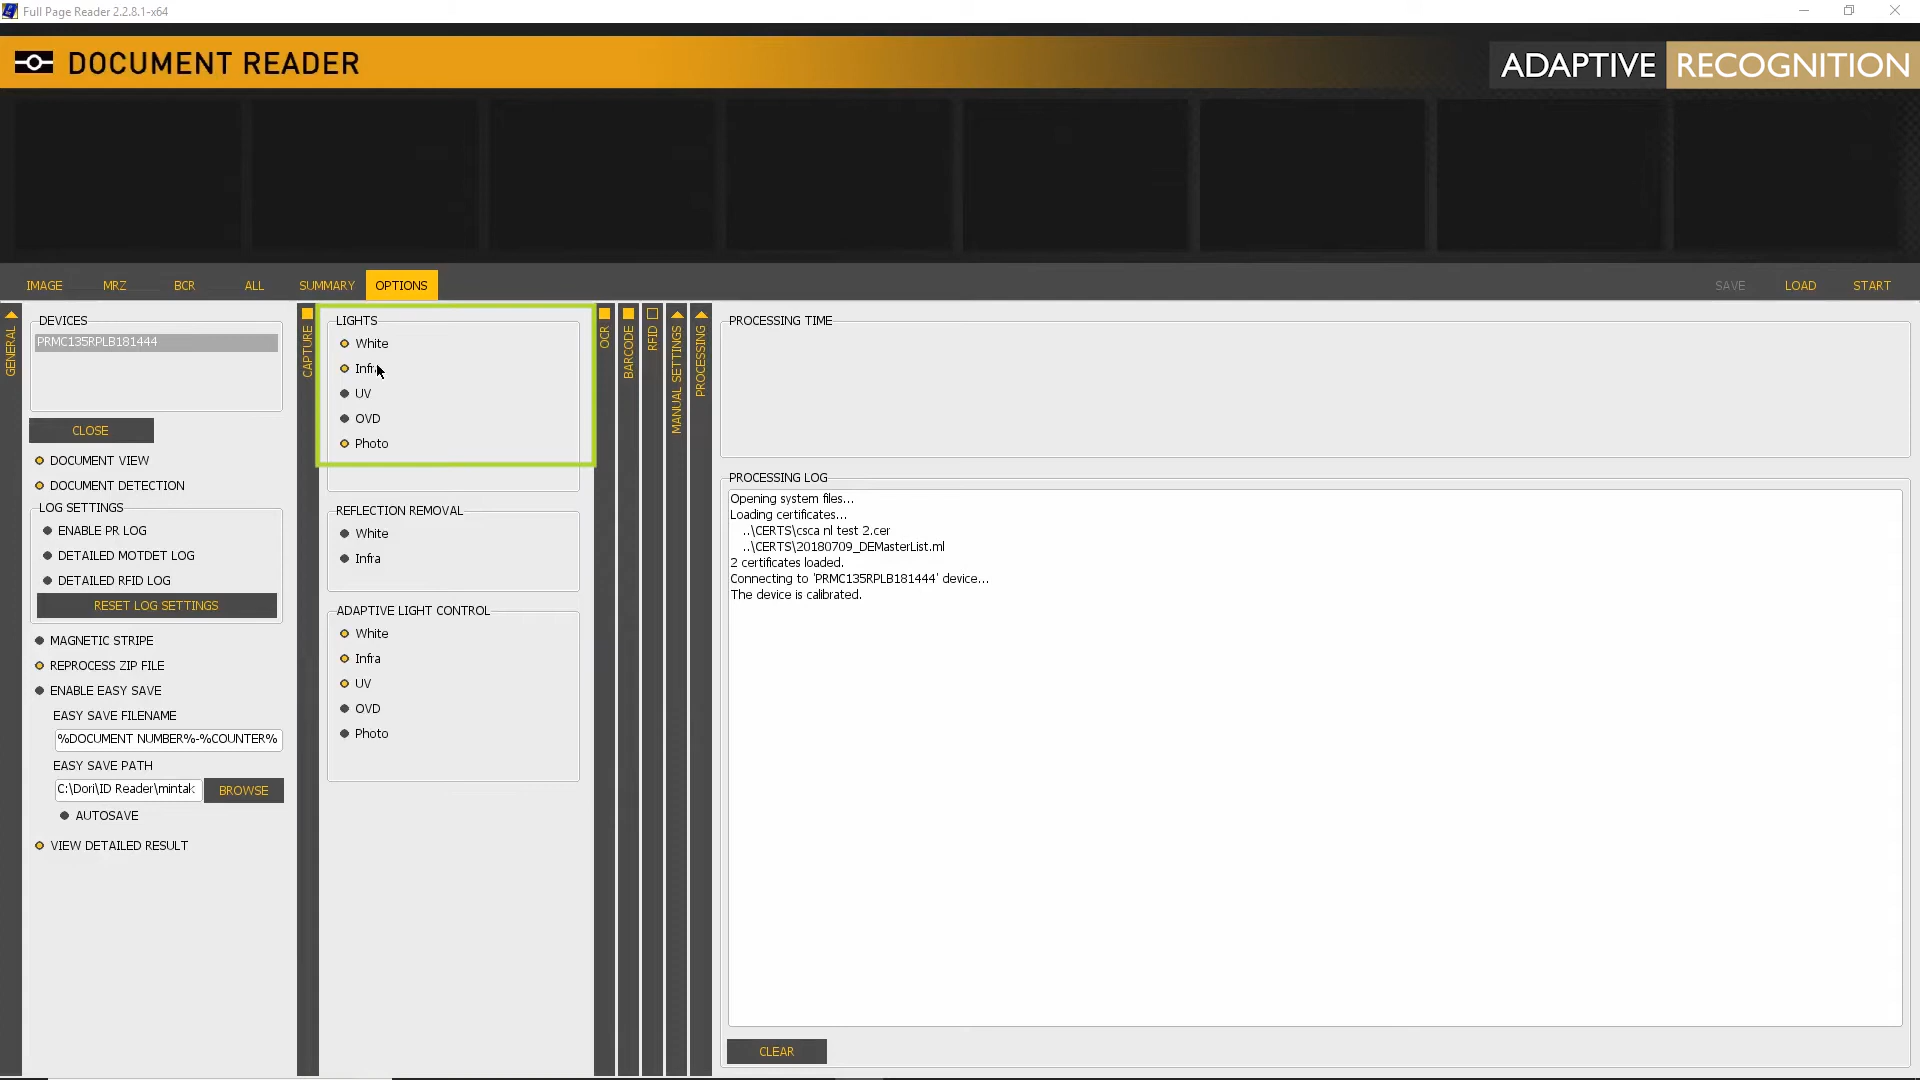 Full Page Reader 2.2.8.1-x64
DOCUMENT READER
ADAPTIVE RECOGNITION
IMAGE MRZ BCR ALL SUMMARY OPTIONS SAVE LOAD START
GENERAL
DEVICES
PRMC135RPLB181444
CLOSE
DOCUMENT VIEW
DOCUMENT DETECTION
LOG SETTINGS
ENABLE PR LOG
DETAILED MOTDET LOG
DETAILED RFID LOG
RESET LOG SETTINGS
MAGNETIC STRIPE
REPROCESS ZIP FILE
ENABLE EASY SAVE
EASY SAVE FILENAME
%DOCUMENT NUMBER%-%COUNTER%
EASY SAVE PATH
C:\Dori\ID Reader\mintak
BROWSE
AUTOSAVE
VIEW DETAILED RESULT
CAPTURE
LIGHTS
White
Infra
UV
OVD
Photo
REFLECTION REMOVAL
White
Infra
ADAPTIVE LIGHT CONTROL
White
Infra
UV
OVD
Photo
OCR
BARCODE
RFID
MANUAL SETTINGS
PROCESSING
PROCESSING TIME
PROCESSING LOG
Opening system files...
Loading certificates...
..\CERTS\csca nl test 2.cer
..\CERTS\20180709_DEMasterList.ml
2 certificates loaded.
Connecting to 'PRMC135RPLB181444' device...
The device is calibrated.
CLEAR